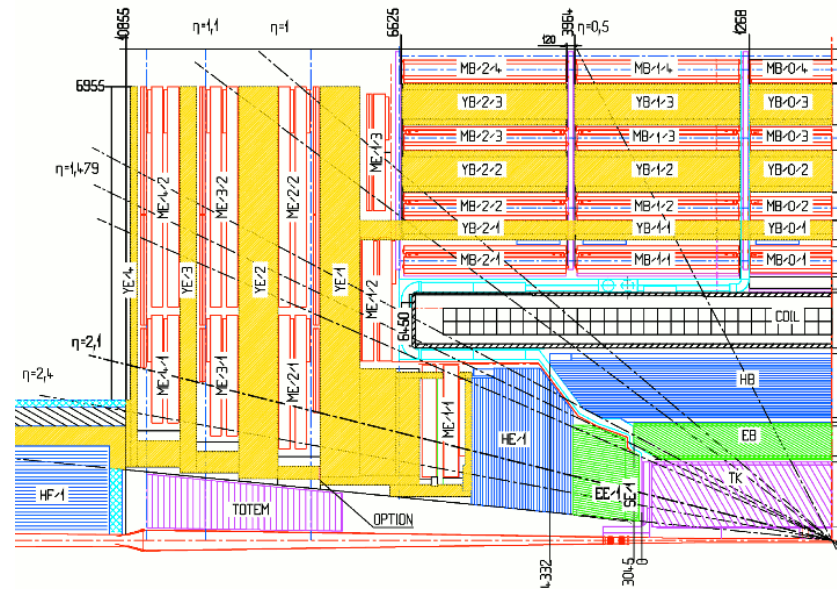 10855
η=1,1
η=1
6625
120
3964
η=0,5
1268
6955
MB/2/4
MB/1/4
MB/0/4
YB/2/3
YB/1/3
YB/0/3
MB/2/3
MB/1/3
MB/0/3
YB/2/2
YB/1/2
YB/0/2
MB/2/2
MB/1/2
MB/0/2
YB/2/1
YB/1/1
YB/0/1
MB/2/1
MB/1/1
MB/0/1
η=1,479
YE/4
ME/4/2
YE/3
ME/3/2
YE/2
ME/2/2
YE/1
ME/1/3
ME/1/2
6450
COIL
η=2,1
η=2,4
ME/4/1
ME/3/1
ME/2/1
ME/1/1
HB
HE/1
EB
EE/1
SE/1
TK
HF/1
TOTEM
OPTION
4332
3045
0